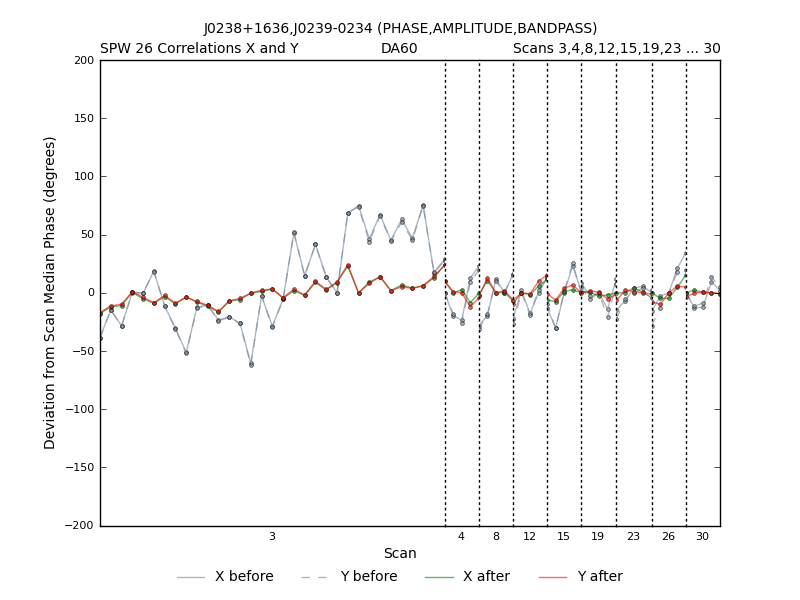 J0238+1636,J0239-0234 (PHASE,AMPLITUDE,BANDPASS)
SPW 26 Correlations X and Y DA60 Scans 3,4,8,12,15,19,23 ... 30
200
150
100
50
0
−50
−100
−150
−200
Deviation from Scan Median Phase (degrees)
3 4 8 12 15 19 23 26 30
Scan
X before Y before X after Y after